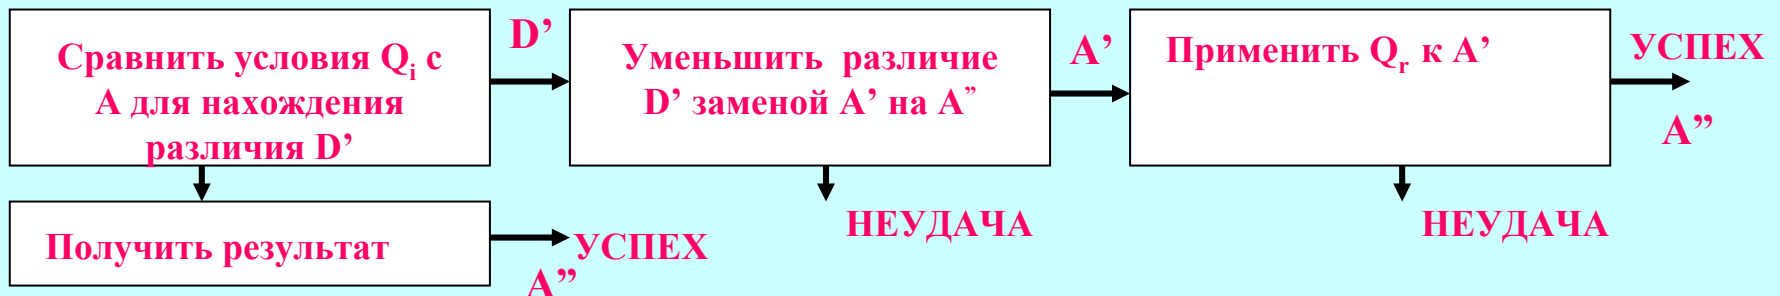 Сравнить условия Qi с
А для нахождения
различия D’
D’
Уменьшить различие
D’ заменой А’ на А”
А’
Применить Qr к А’
УСПЕХ
А”
Получить результат
УСПЕХ
А”
НЕУДАЧА
НЕУДАЧА